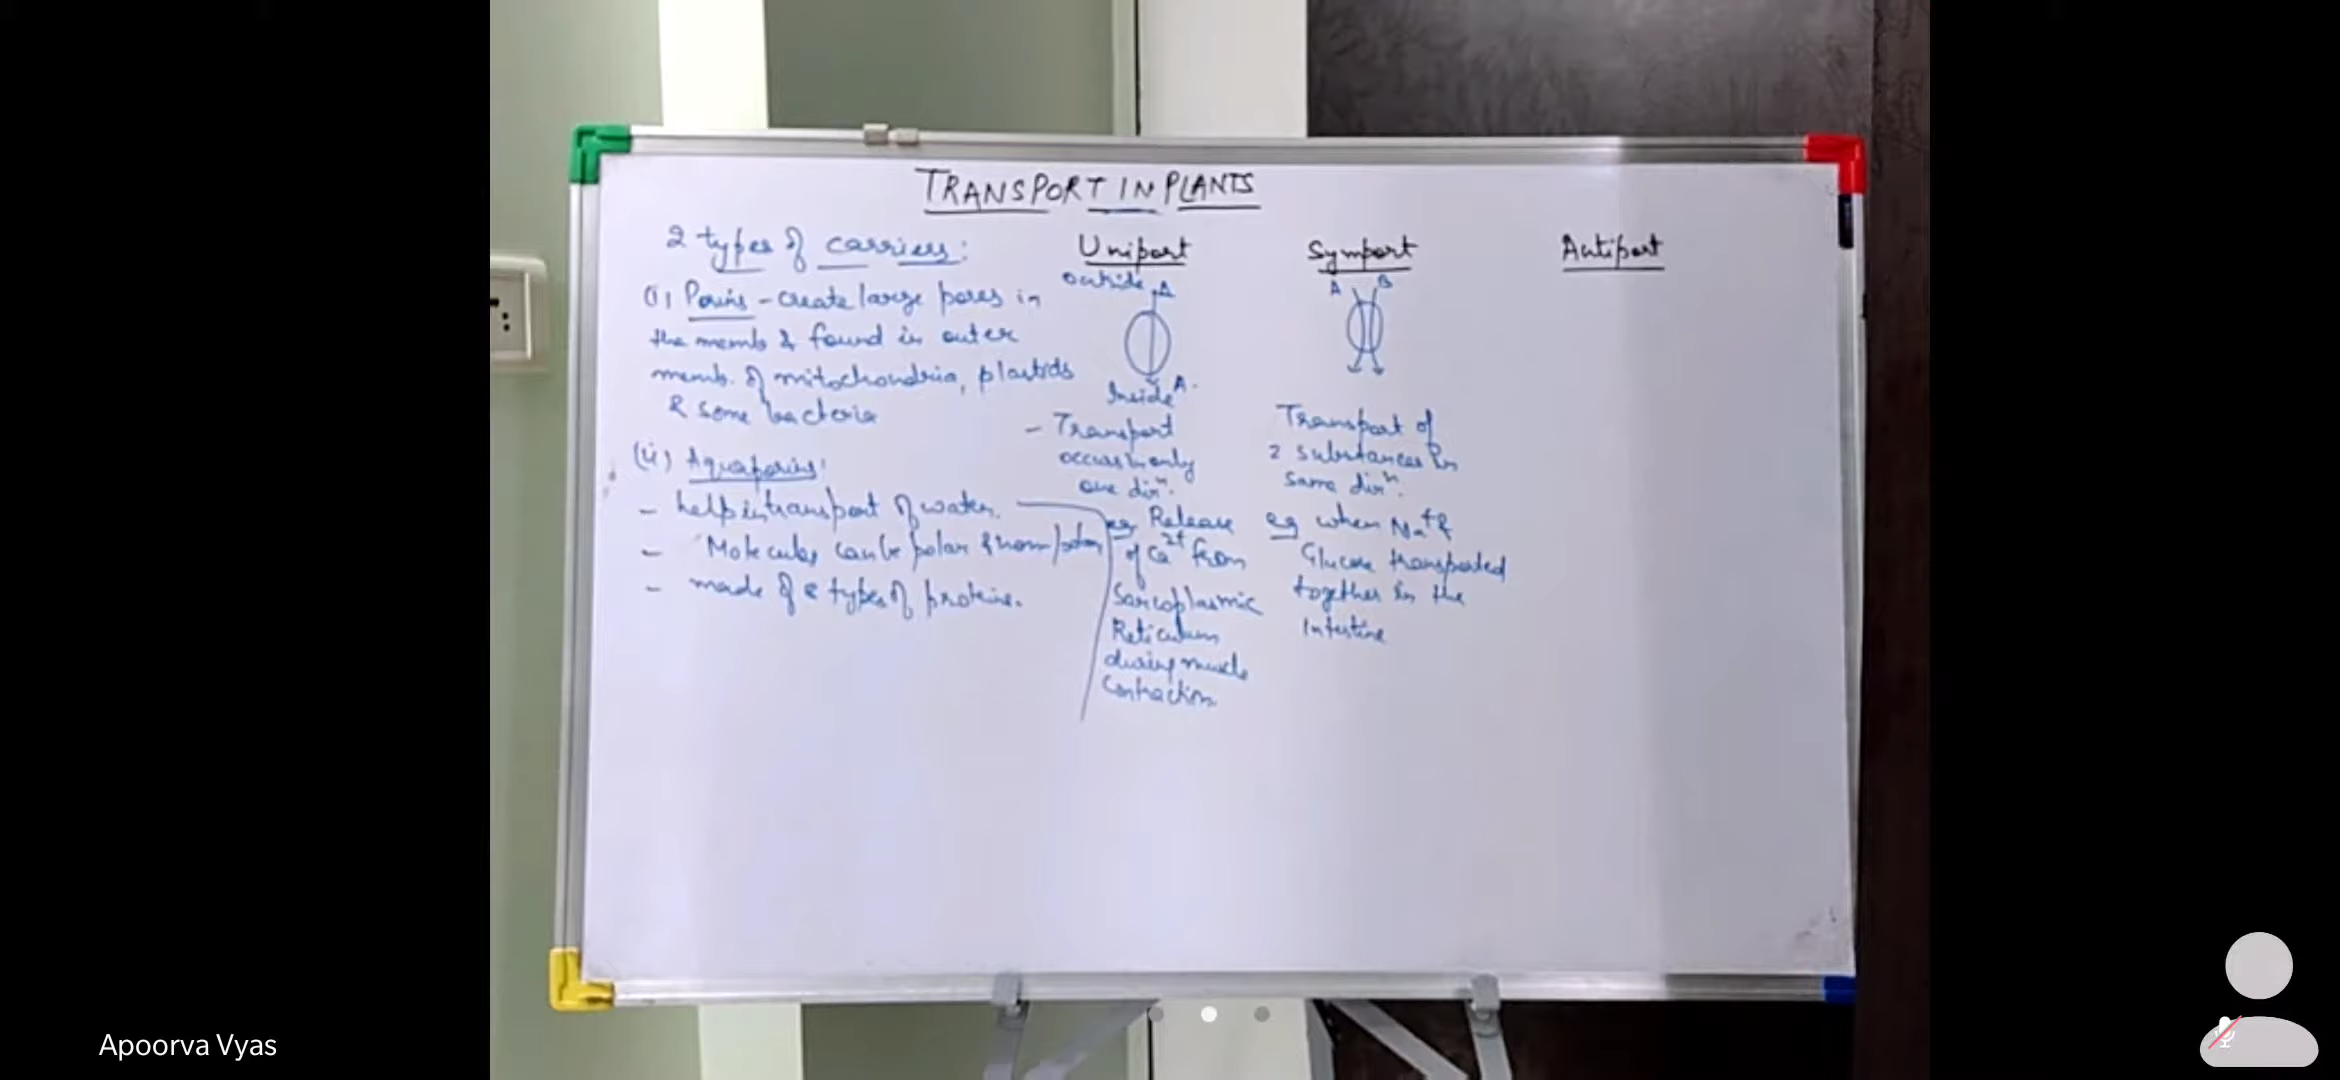 TRANSPORT IN PLANTS
2 types of carriers:
(i) Porins - create large pores in
the memb & found in outer
memb. of mitochondria, plastids
& some bacteria
(ii) Aquaporins:
- help in transport of water.
- Molecules can be polar & non/polar
- made of 8 types of proteins.
Uniport
outside A
Inside A.
- Transport
occurs in only
one dirⁿ.
eg Release
of Ca²⁺ from
Sarcoplasmic
Reticulum
during muscle
Contraction.
Symport
A B
Transport of
2 substances in
same dirⁿ.
eg when Na⁺ &
Glucose transported
together in the
Intestine
Antiport
Apoorva Vyas